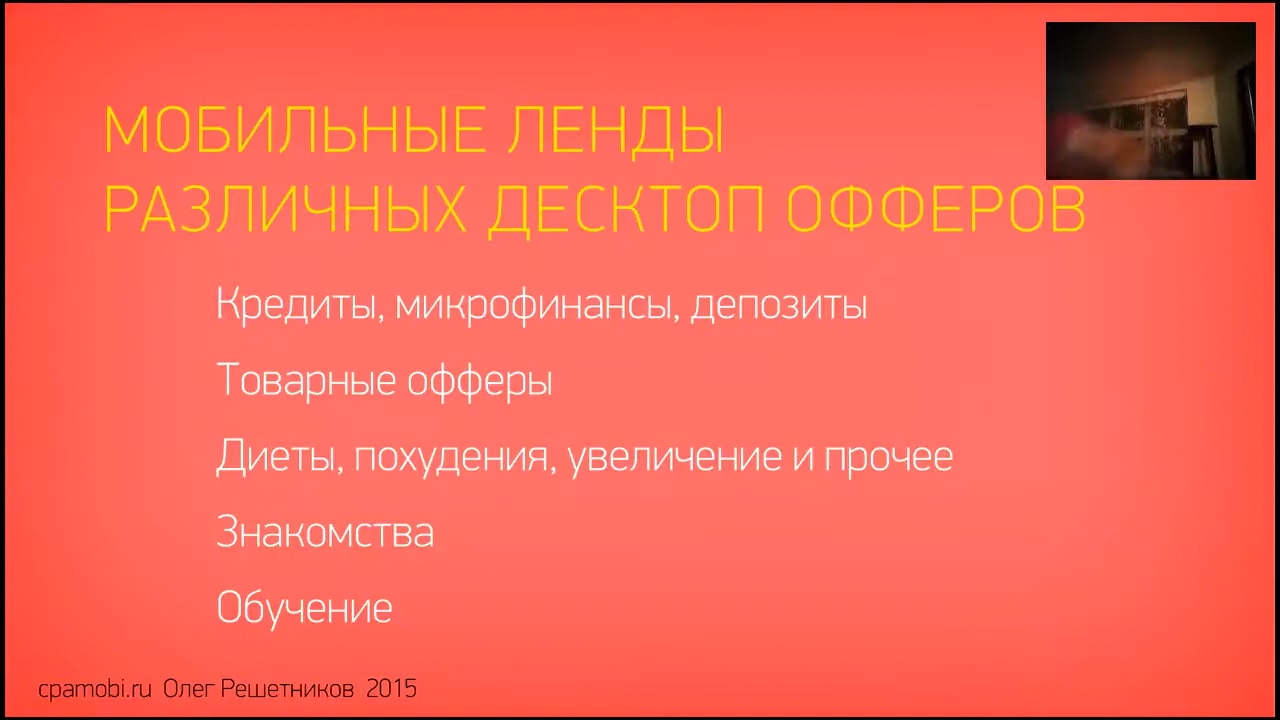 МОБИЛЬНЫЕ ЛЕНДЫ
РАЗЛИЧНЫХ ДЕСКТОП ОФФЕРОВ
Кредиты, микрофинансы, депозиты
Товарные офферы
Диеты, похудения, увеличение и прочее
Знакомства
Обучение
cpamobi.ru Олег Решетников 2015